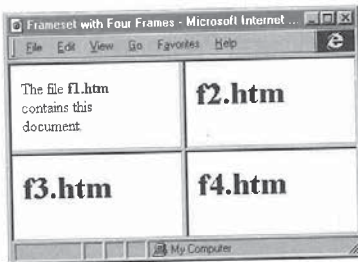 Frameset with Four Frames - Microsoft Internet ...
File Edit View Go Favorites Help
The file f1.htm
contains this
document.
f2.htm
f3.htm
f4.htm
My Computer